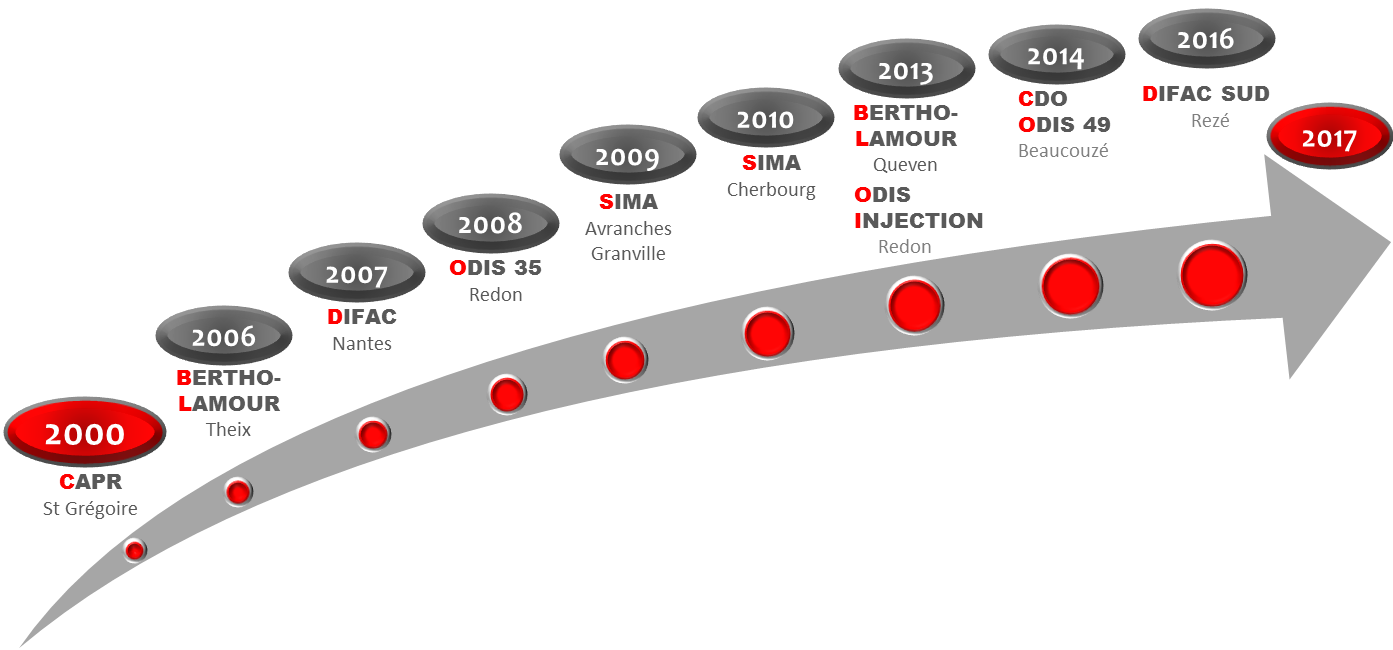 2000
CAPR
St Grégoire
2006
BERTHO-
LAMOUR
Theix
2007
DIFAC
Nantes
2008
ODIS 35
Redon
2009
SIMA
Avranches
Granville
2010
SIMA
Cherbourg
2013
BERTHO-
LAMOUR
Queven
ODIS
INJECTION
Redon
2014
CDO
ODIS 49
Beaucouzé
2016
DIFAC SUD
Rezé
2017